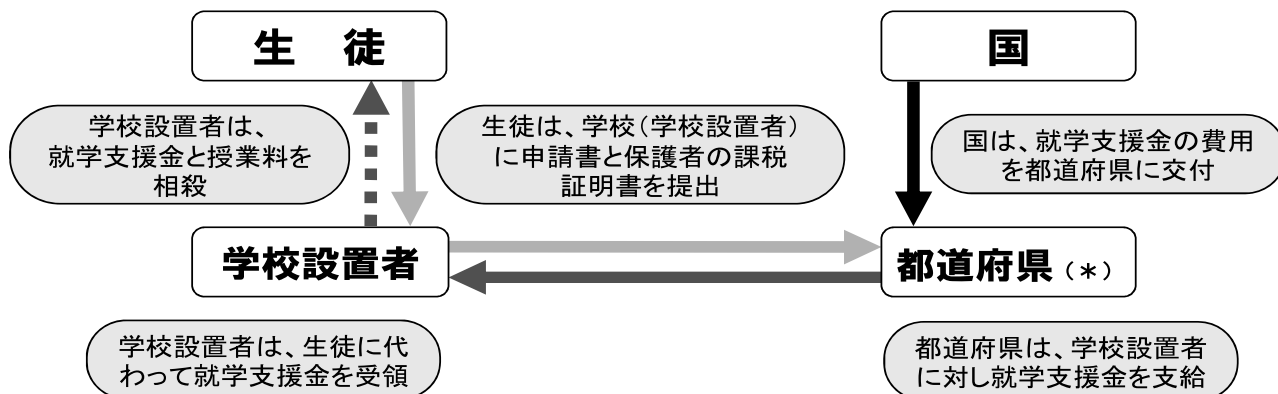 生　徒
国
学校設置者は、
就学支援金と授業料を
相殺
生徒は、学校（学校設置者）
に申請書と保護者の課税
証明書を提出
国は、就学支援金の費用
を都道府県に交付
学校設置者
都道府県（＊）
学校設置者は、生徒に代
わって就学支援金を受領
都道府県は、学校設置者
に対し就学支援金を支給